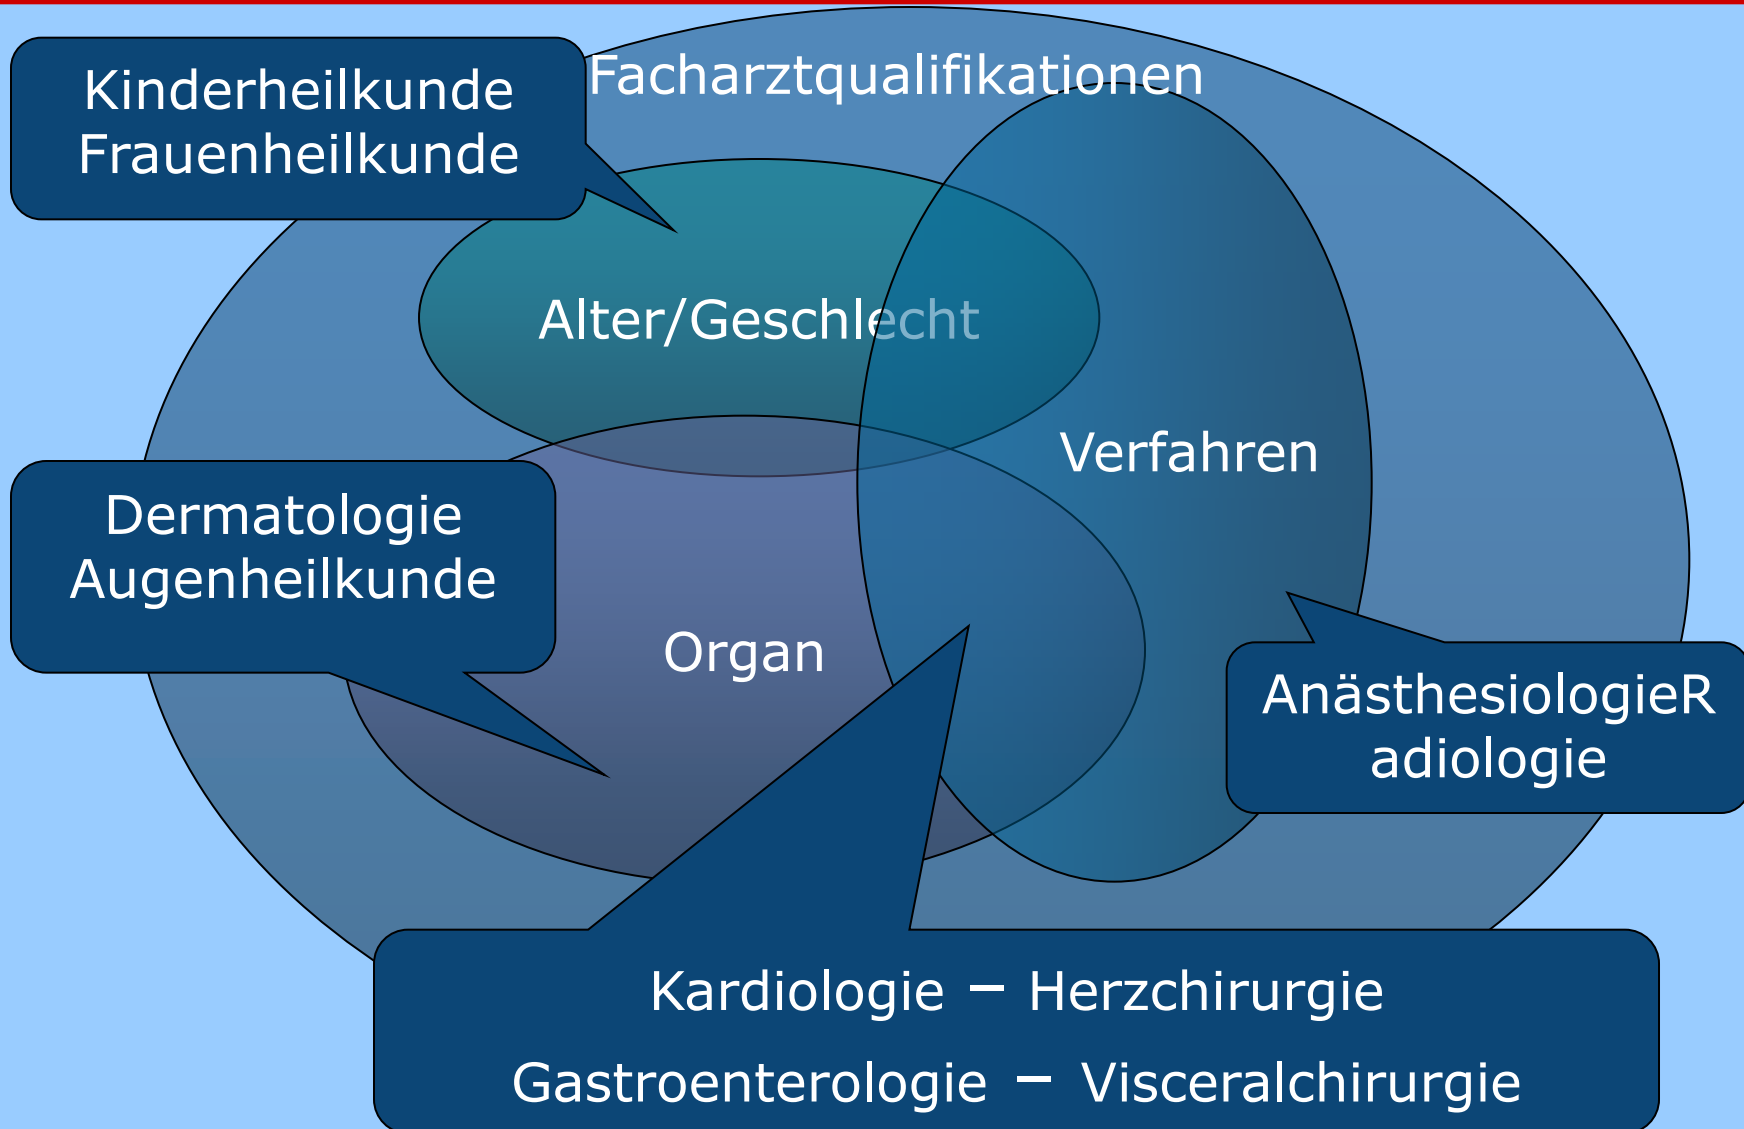 Facharztqualifikationen
Kinderheilkunde
Frauenheilkunde
Alter/Geschlecht
Verfahren
Dermatologie
Augenheilkunde
Organ
AnästhesiologieR
adiologie
Kardiologie – Herzchirurgie
Gastroenterologie – Visceralchirurgie